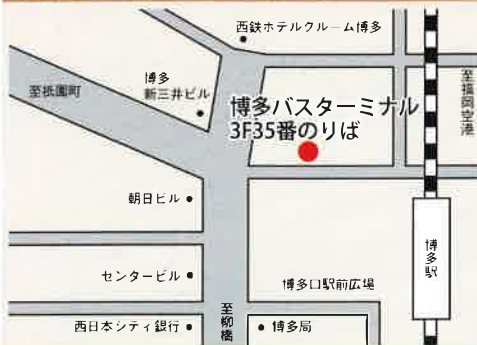 西鉄ホテルクルーム博多
博多
新三井ビル
至祇園町
至福岡空港
博多バスターミナル
3F35番のりば
朝日ビル
博多駅
センタービル
博多口駅前広場
至柳橋
西日本シティ銀行
博多局